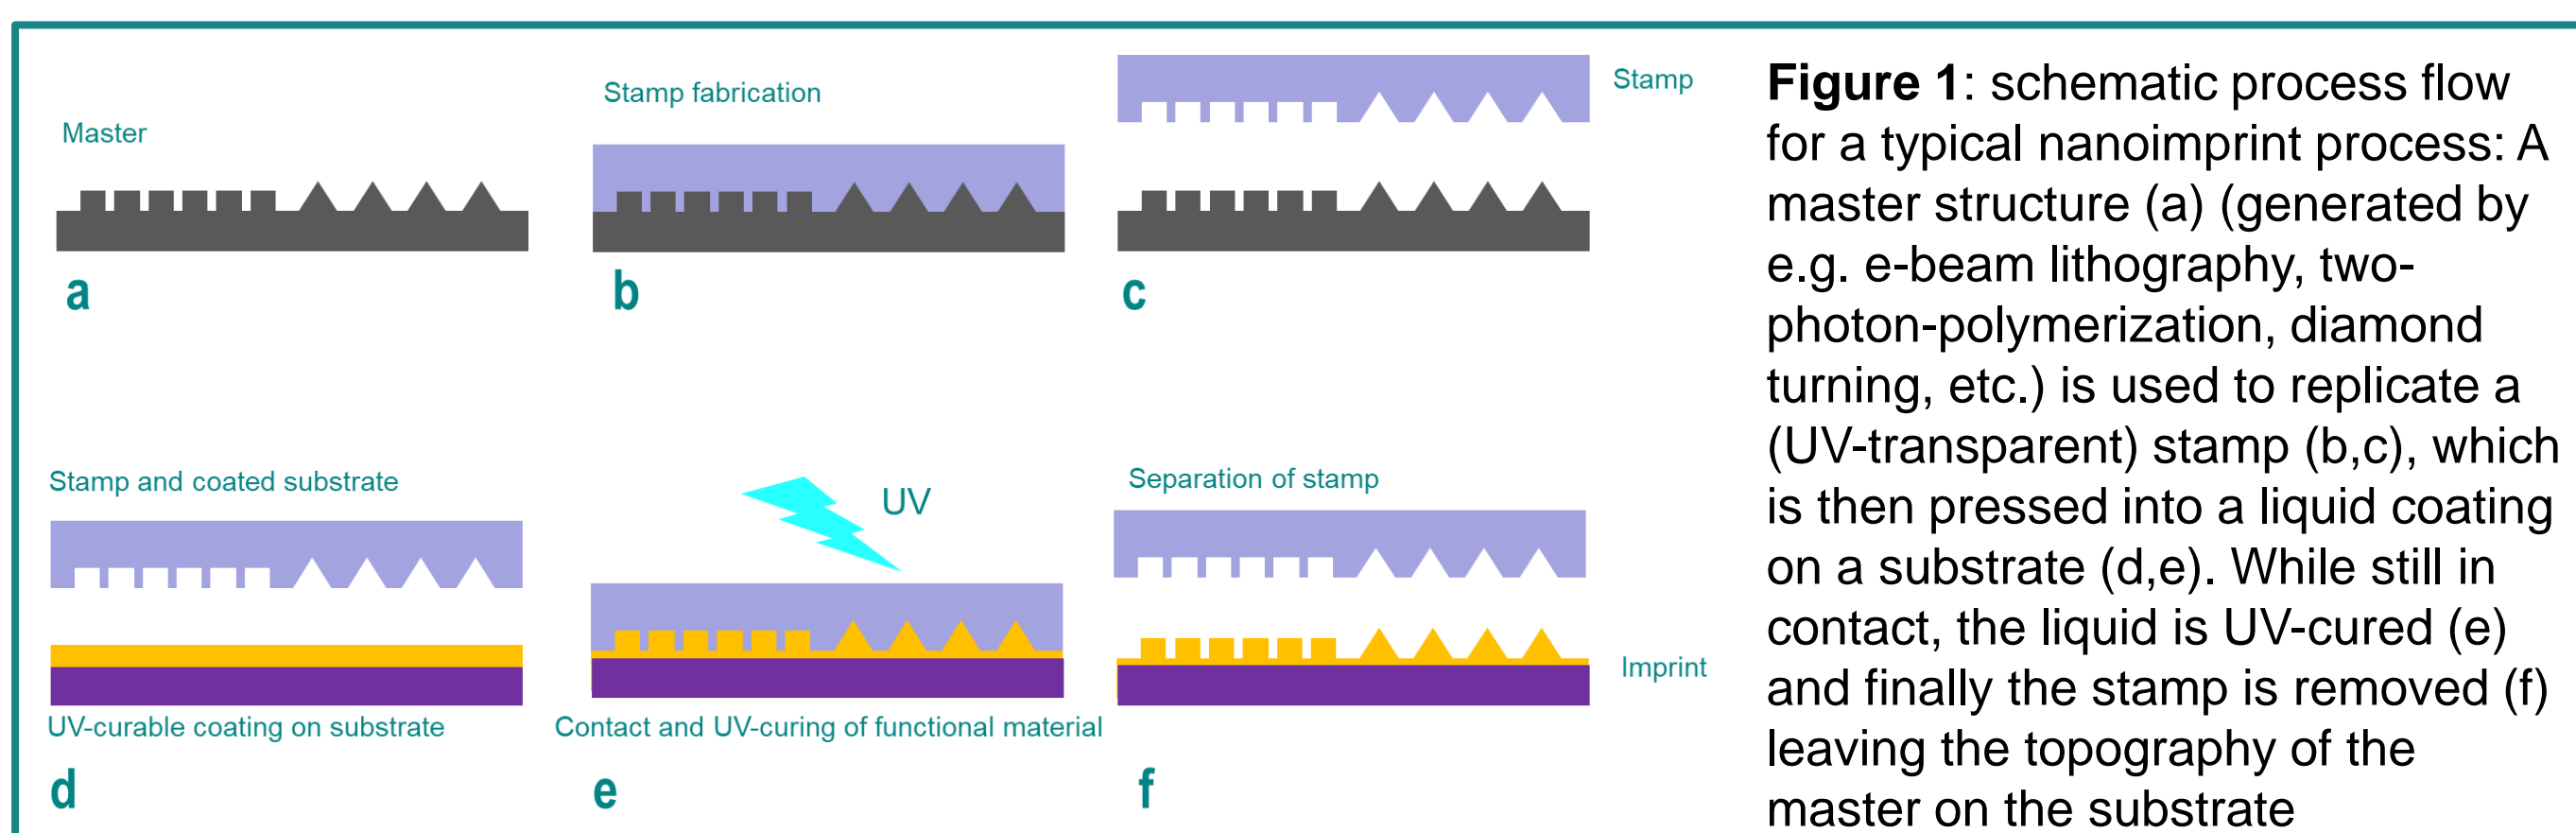 Master
a
Stamp fabrication
b
Stamp
c
Stamp and coated substrate
UV-curable coating on substrate
d
UV
Contact and UV-curing of functional material
e
Separation of stamp
Imprint
f
Figure 1: schematic process flow
for a typical nanoimprint process: A
master structure (a) (generated by
e.g. e-beam lithography, two-
photon-polymerization, diamond
turning, etc.) is used to replicate a
(UV-transparent) stamp (b,c), which
is then pressed into a liquid coating
on a substrate (d,e). While still in
contact, the liquid is UV-cured (e)
and finally the stamp is removed (f)
leaving the topography of the
master on the substrate